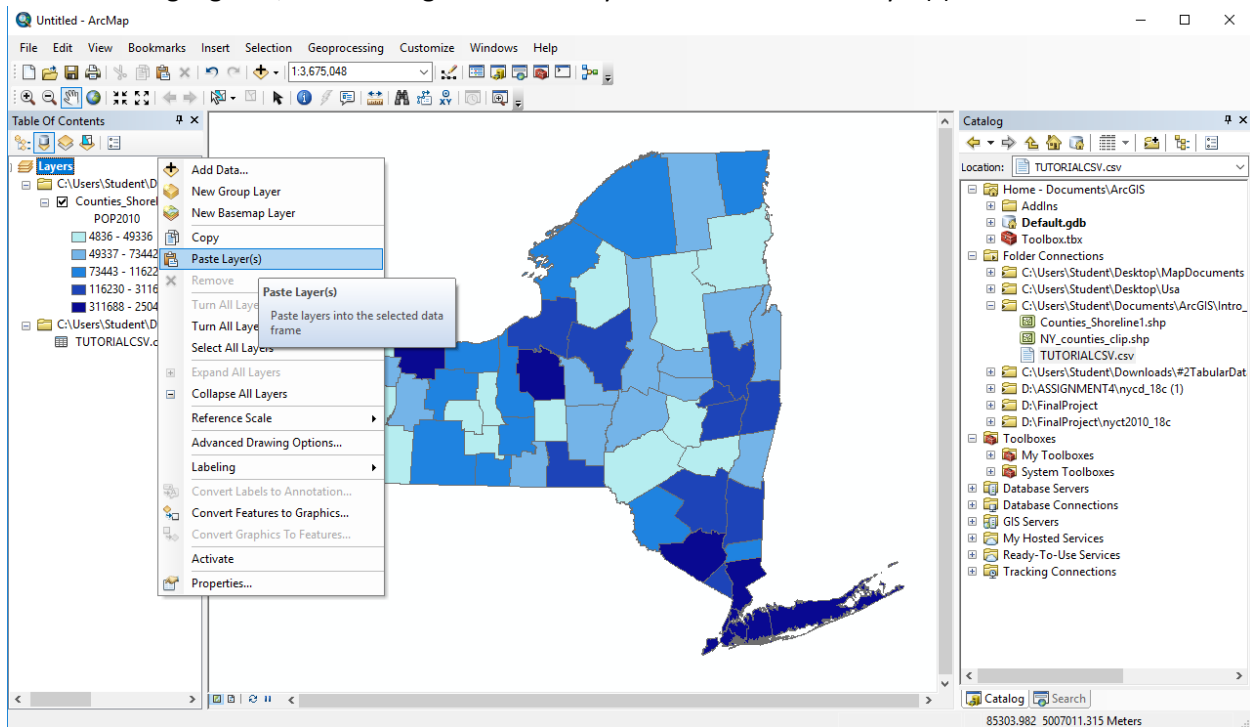 Untitled - ArcMap
File Edit View Bookmarks Insert Selection Geoprocessing Customize Windows Help
1:3,675,048
Table Of Contents
Layers
C:\Users\Student\D
Counties_Shorel
POP2010
4836 - 49336
49337 - 73442
73443 - 11622
116230 - 3116
311688 - 2504
C:\Users\Student\D
TUTORIALCSV.c
Add Data...
New Group Layer
New Basemap Layer
Copy
Paste Layer(s)
Remove
Turn All Laye
Turn All Laye
Select All Layers
Expand All Layers
Collapse All Layers
Reference Scale
Advanced Drawing Options...
Labeling
Convert Labels to Annotation...
Convert Features to Graphics...
Convert Graphics To Features...
Activate
Properties...
Paste Layer(s)
Paste layers into the selected data
frame
Catalog
Location: TUTORIALCSV.csv
Home - Documents\ArcGIS
AddIns
Default.gdb
Toolbox.tbx
Folder Connections
C:\Users\Student\Desktop\MapDocuments
C:\Users\Student\Desktop\Usa
C:\Users\Student\Documents\ArcGIS\Intro_
Counties_Shoreline1.shp
NY_counties_clip.shp
TUTORIALCSV.csv
C:\Users\Student\Downloads\#2TabularDat
D:\ASSIGNMENT4\nycd_18c (1)
D:\FinalProject
D:\FinalProject\nyct2010_18c
Toolboxes
My Toolboxes
System Toolboxes
Database Servers
Database Connections
GIS Servers
My Hosted Services
Ready-To-Use Services
Tracking Connections
Catalog Search
85303.982 5007011.315 Meters